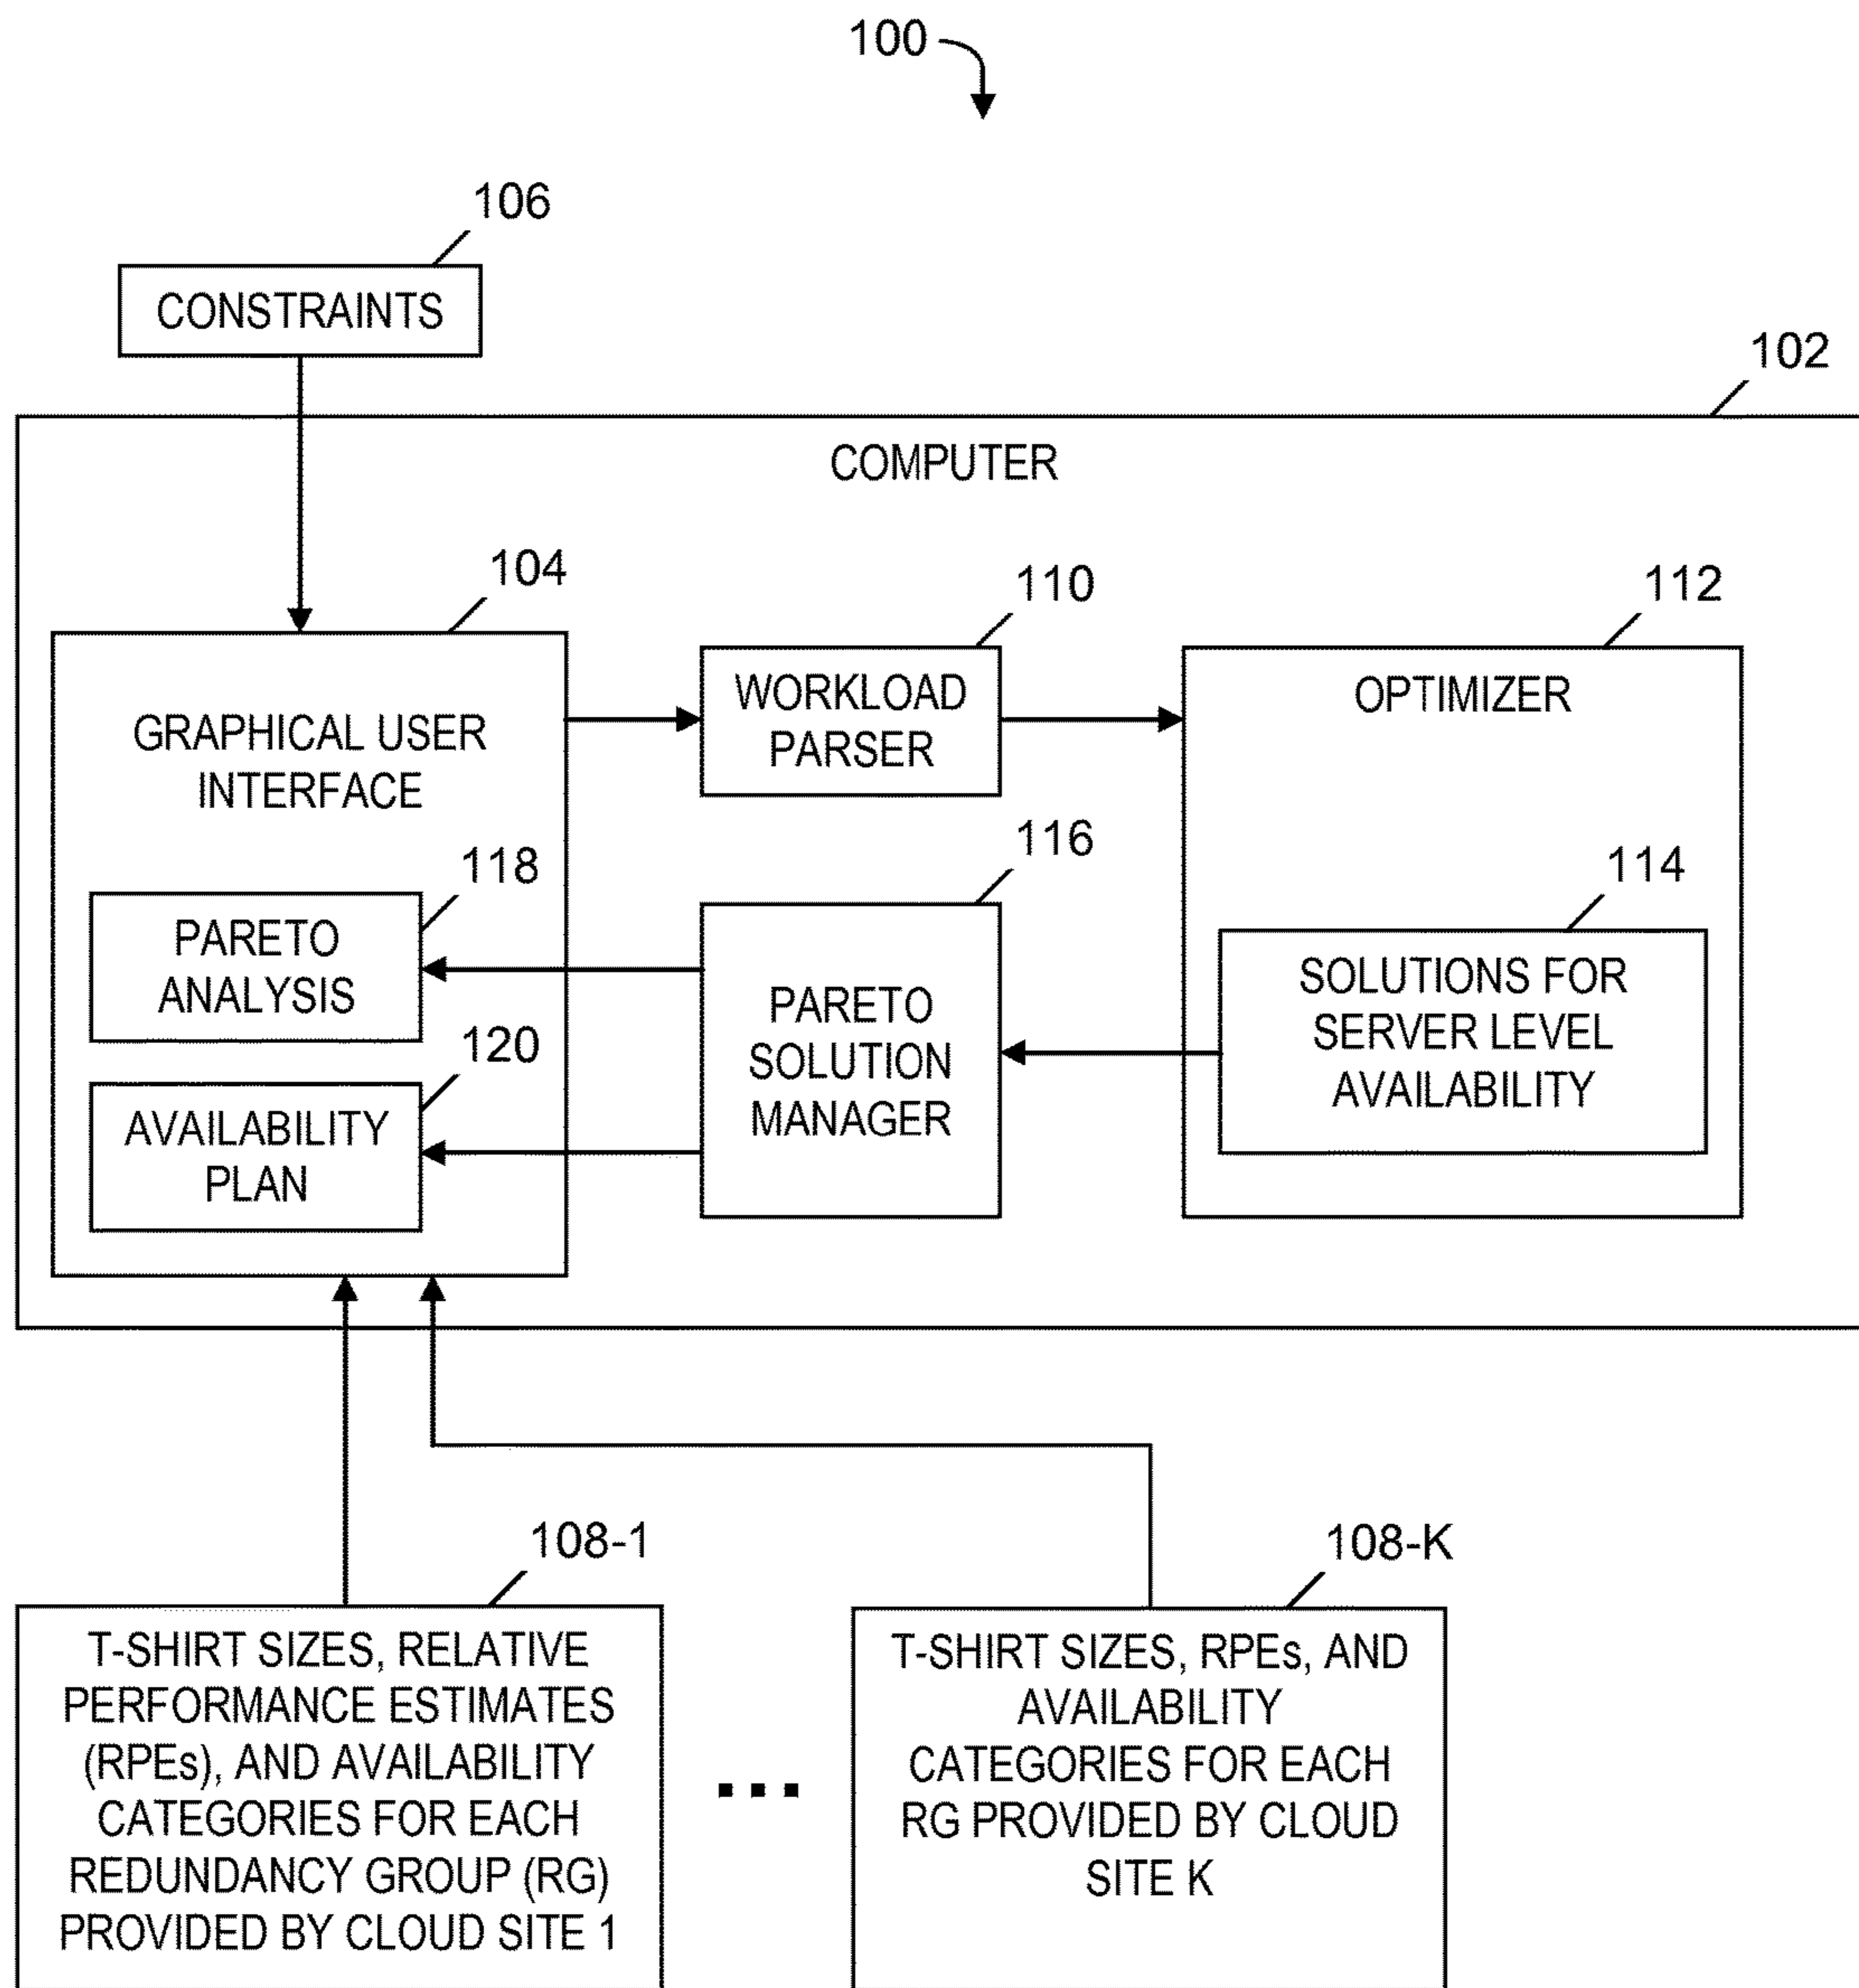 100
106
CONSTRAINTS
102
COMPUTER
104
GRAPHICAL USER
INTERFACE
110
WORKLOAD
PARSER
112
OPTIMIZER
118
PARETO
ANALYSIS
120
AVAILABILITY
PLAN
116
PARETO
SOLUTION
MANAGER
114
SOLUTIONS FOR
SERVER LEVEL
AVAILABILITY
108-1
T-SHIRT SIZES, RELATIVE
PERFORMANCE ESTIMATES
(RPEs), AND AVAILABILITY
CATEGORIES FOR EACH
REDUNDANCY GROUP (RG)
PROVIDED BY CLOUD SITE 1
...
108-K
T-SHIRT SIZES, RPEs, AND
AVAILABILITY
CATEGORIES FOR EACH
RG PROVIDED BY CLOUD
SITE K